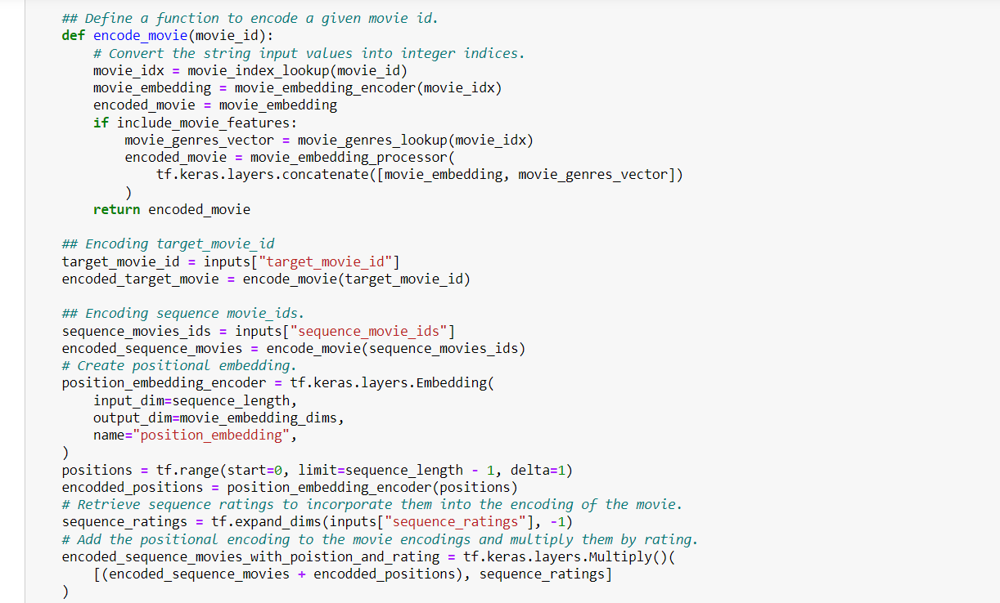 ## Define a function to encode a given movie id.
def encode_movie(movie_id):
    # Convert the string input values into integer indices.
    movie_idx = movie_index_lookup(movie_id)
    movie_embedding = movie_embedding_encoder(movie_idx)
    encoded_movie = movie_embedding
    if include_movie_features:
        movie_genres_vector = movie_genres_lookup(movie_idx)
        encoded_movie = movie_embedding_processor(
            tf.keras.layers.concatenate([movie_embedding, movie_genres_vector])
        )
    return encoded_movie

## Encoding target_movie_id
target_movie_id = inputs["target_movie_id"]
encoded_target_movie = encode_movie(target_movie_id)

## Encoding sequence movie_ids.
sequence_movies_ids = inputs["sequence_movie_ids"]
encoded_sequence_movies = encode_movie(sequence_movies_ids)
# Create positional embedding.
position_embedding_encoder = tf.keras.layers.Embedding(
    input_dim=sequence_length,
    output_dim=movie_embedding_dims,
    name="position_embedding",
)
positions = tf.range(start=0, limit=sequence_length - 1, delta=1)
encodded_positions = position_embedding_encoder(positions)
# Retrieve sequence ratings to incorporate them into the encoding of the movie.
sequence_ratings = tf.expand_dims(inputs["sequence_ratings"], -1)
# Add the positional encoding to the movie encodings and multiply them by rating.
encoded_sequence_movies_with_poistion_and_rating = tf.keras.layers.Multiply()(
    [(encoded_sequence_movies + encodded_positions), sequence_ratings]
)